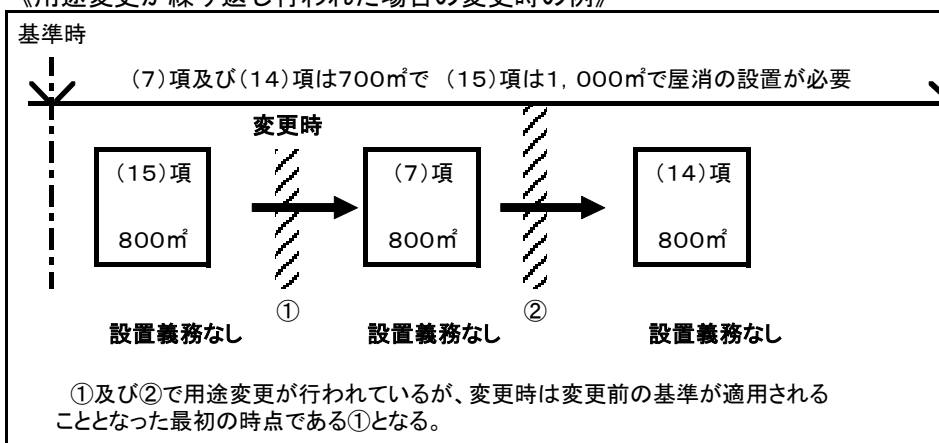 《用途変更が繰り返し行われた場合の変更時の例》
基準時
(7)項及び(14)項は700㎡で (15)項は1,000㎡で屋消の設置が必要
変更時
(15)項
(7)項
(14)項
800㎡
800㎡
800㎡
①
②
設置義務なし
設置義務なし
設置義務なし
①及び②で用途変更が行われているが、変更時は変更前の基準が適用される
こととなった最初の時点である①となる。